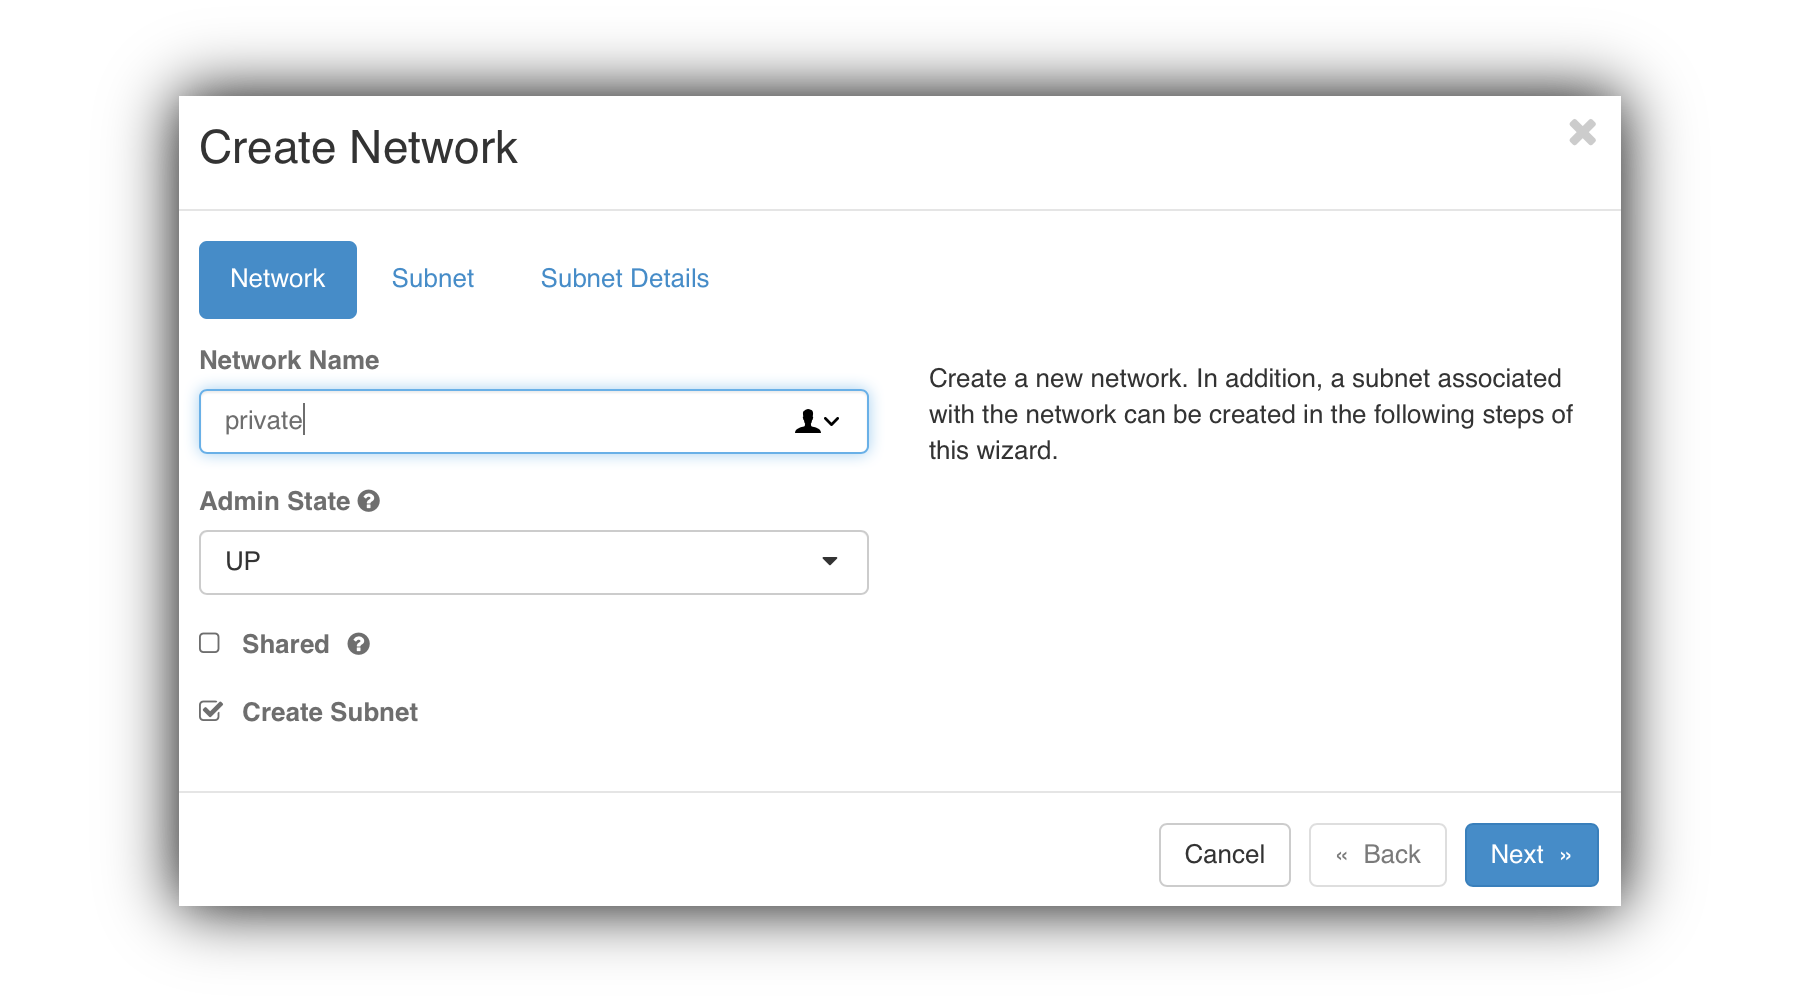 Create Network
Network Subnet Subnet Details
Network Name
private
Create a new network. In addition, a subnet associated
with the network can be created in the following steps of
this wizard.
Admin State
UP
Shared
Create Subnet
Cancel « Back Next »